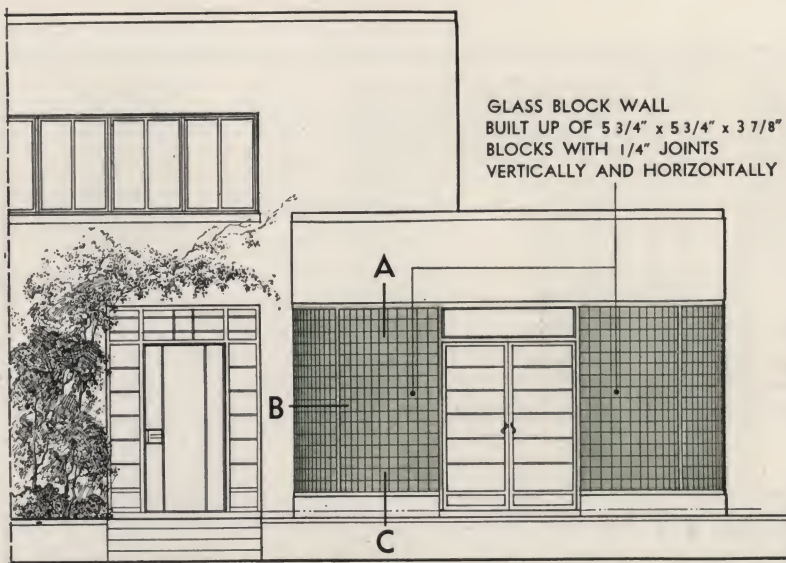 GLASS BLOCK WALL
BUILT UP OF 5 3/4" x 5 3/4" x 3 7/8"
BLOCKS WITH 1/4" JOINTS
VERTICALLY AND HORIZONTALLY
A
B
C